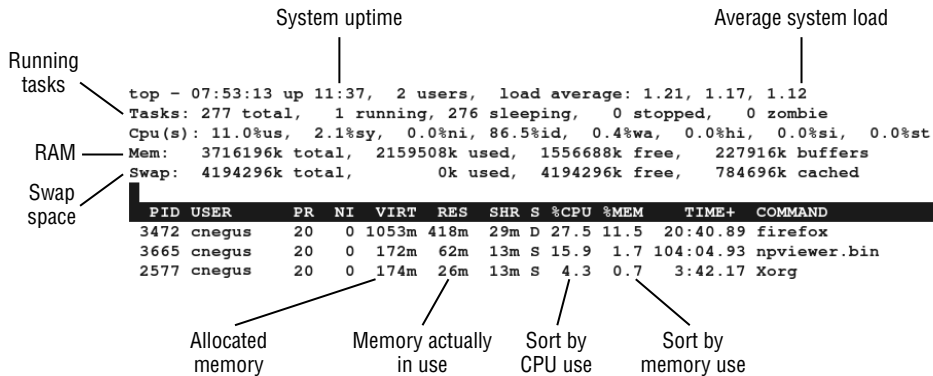 System uptime
Average system load
Running
tasks
top – 07:53:13 up 11:37, 2 users, load average: 1.21, 1.17, 1.12
Tasks: 277 total, 1 running, 276 sleeping, 0 stopped, 0 zombie
Cpu(s): 11.0%us, 2.1%sy, 0.0%ni, 86.5%id, 0.4%wa, 0.0%hi, 0.0%si, 0.0%st
RAM
Mem: 3716196k total, 2159508k used, 1556688k free, 227916k buffers
Swap: 4194296k total, 0k used, 4194296k free, 784696k cached
Swap
space
PID USER PR NI VIRT RES SHR S %CPU %MEM TIME+ COMMAND
3472 cnegus 20 0 1053m 418m 29m D 27.5 11.5 20:40.89 firefox
3665 cnegus 20 0 172m 62m 13m S 15.9 1.7 104:04.93 npviewer.bin
2577 cnegus 20 0 174m 26m 13m S 4.3 0.7 3:42.17 Xorg
Allocated
memory
Memory actually
in use
Sort by
CPU use
Sort by
memory use